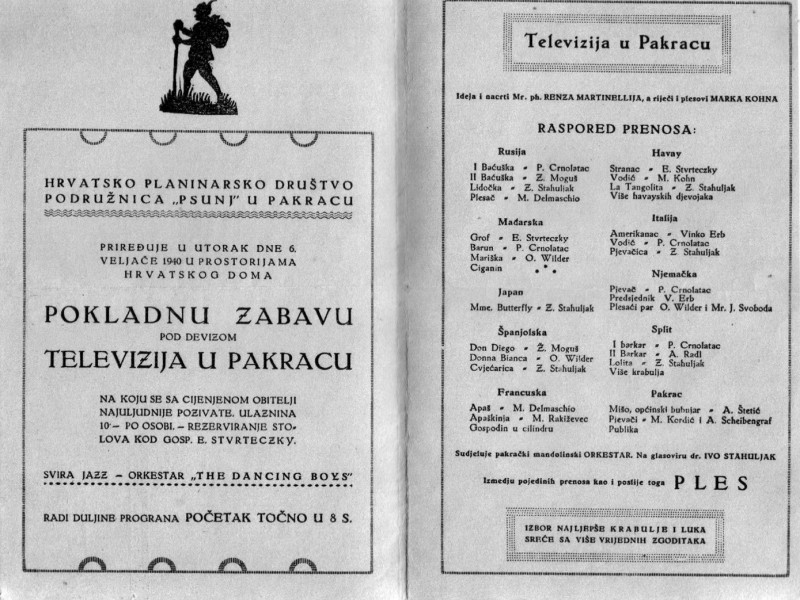 HRVATSKO PLANINARSKO DRUŠTVO
PODRUŽNICA „PSUNJ" U PAKRACU
PRIREĐUJE U UTORAK DNE 6.
VELJAČE 1940 U PROSTORIJAMA
HRVATSKOG DOMA
POKLADNU ZABAVU
POD DEVIZOM
TELEVIZIJA U PAKRACU
NA KOJU SE SA CIJENJENOM OBITELJI
NAJULJUDNIJE POZIVATE. ULAZNINA
10·— PO OSOBI. — REZERVIRANJE STO-
LOVA KOD GOSP. E. STVRTECZKY.
SVIRA JAZZ — ORKESTAR „THE DANCING BOYS"
RADI DULJINE PROGRANA POČETAK TOČNO U 8 S.
Televizija u Pakracu
Ideja i nacrti Mr. ph. RENZA MARTINELLIJA, a riječi i plesovi MARKA KOHNA
RASPORED PRENOSA:
Rusija
I Baćuška - P. Crnolatac
II Baćuška - Ž. Moguš
Lidočka - Z. Stahuljak
Plesač - M. Delmaschio
Mađarska
Grof - E. Stvrteczky
Barun - P. Crnolatac
Mariška - O. Wilder
Ciganin * * *
Japan
Mme. Butterfly - Z. Stahuljak
Španjolska
Don Diego - Ž. Moguš
Donna Bianca - O. Wilder
Cvjećarica - Z. Stahuljak
Francuska
Apaš - M. Delmaschio
Apaškinja - M. Rakiževec
Gospodin u cilindru
Havay
Stranac - E. Stvrteczky
Vodič - M. Kohn
La Tangolita - Z. Stahuljak
Više havayskih djevojaka
Italija
Amerikanac - Vinko Erb
Vodič - P. Crnolatac
Pjevačica - Z. Stahuljak
Njemačka
Pjevač - P. Crnolatac
Predsjednik V. Erb
Plesači par O. Wilder i Mr. J. Svoboda
Split
I barkar - P. Crnolatac
II Barkar - A. Radl
Lolita - Z. Stahuljak
Više krabulja
Pakrac
Mišo, općinski bubnjar - A. Štetić
Pjevači - M. Kerdić i A. Scheibengraf
Publika
Sudjeluje pakrački mandolinski ORKESTAR. Na glasoviru dr. IVO STAHULJAK
Između pojedinih prenosa kao i poslije toga PLES
IZBOR NAJLJEPŠE KRABULJE I LUKA
SREĆE SA VIŠE VRIJEDNIH ZGODITAKA